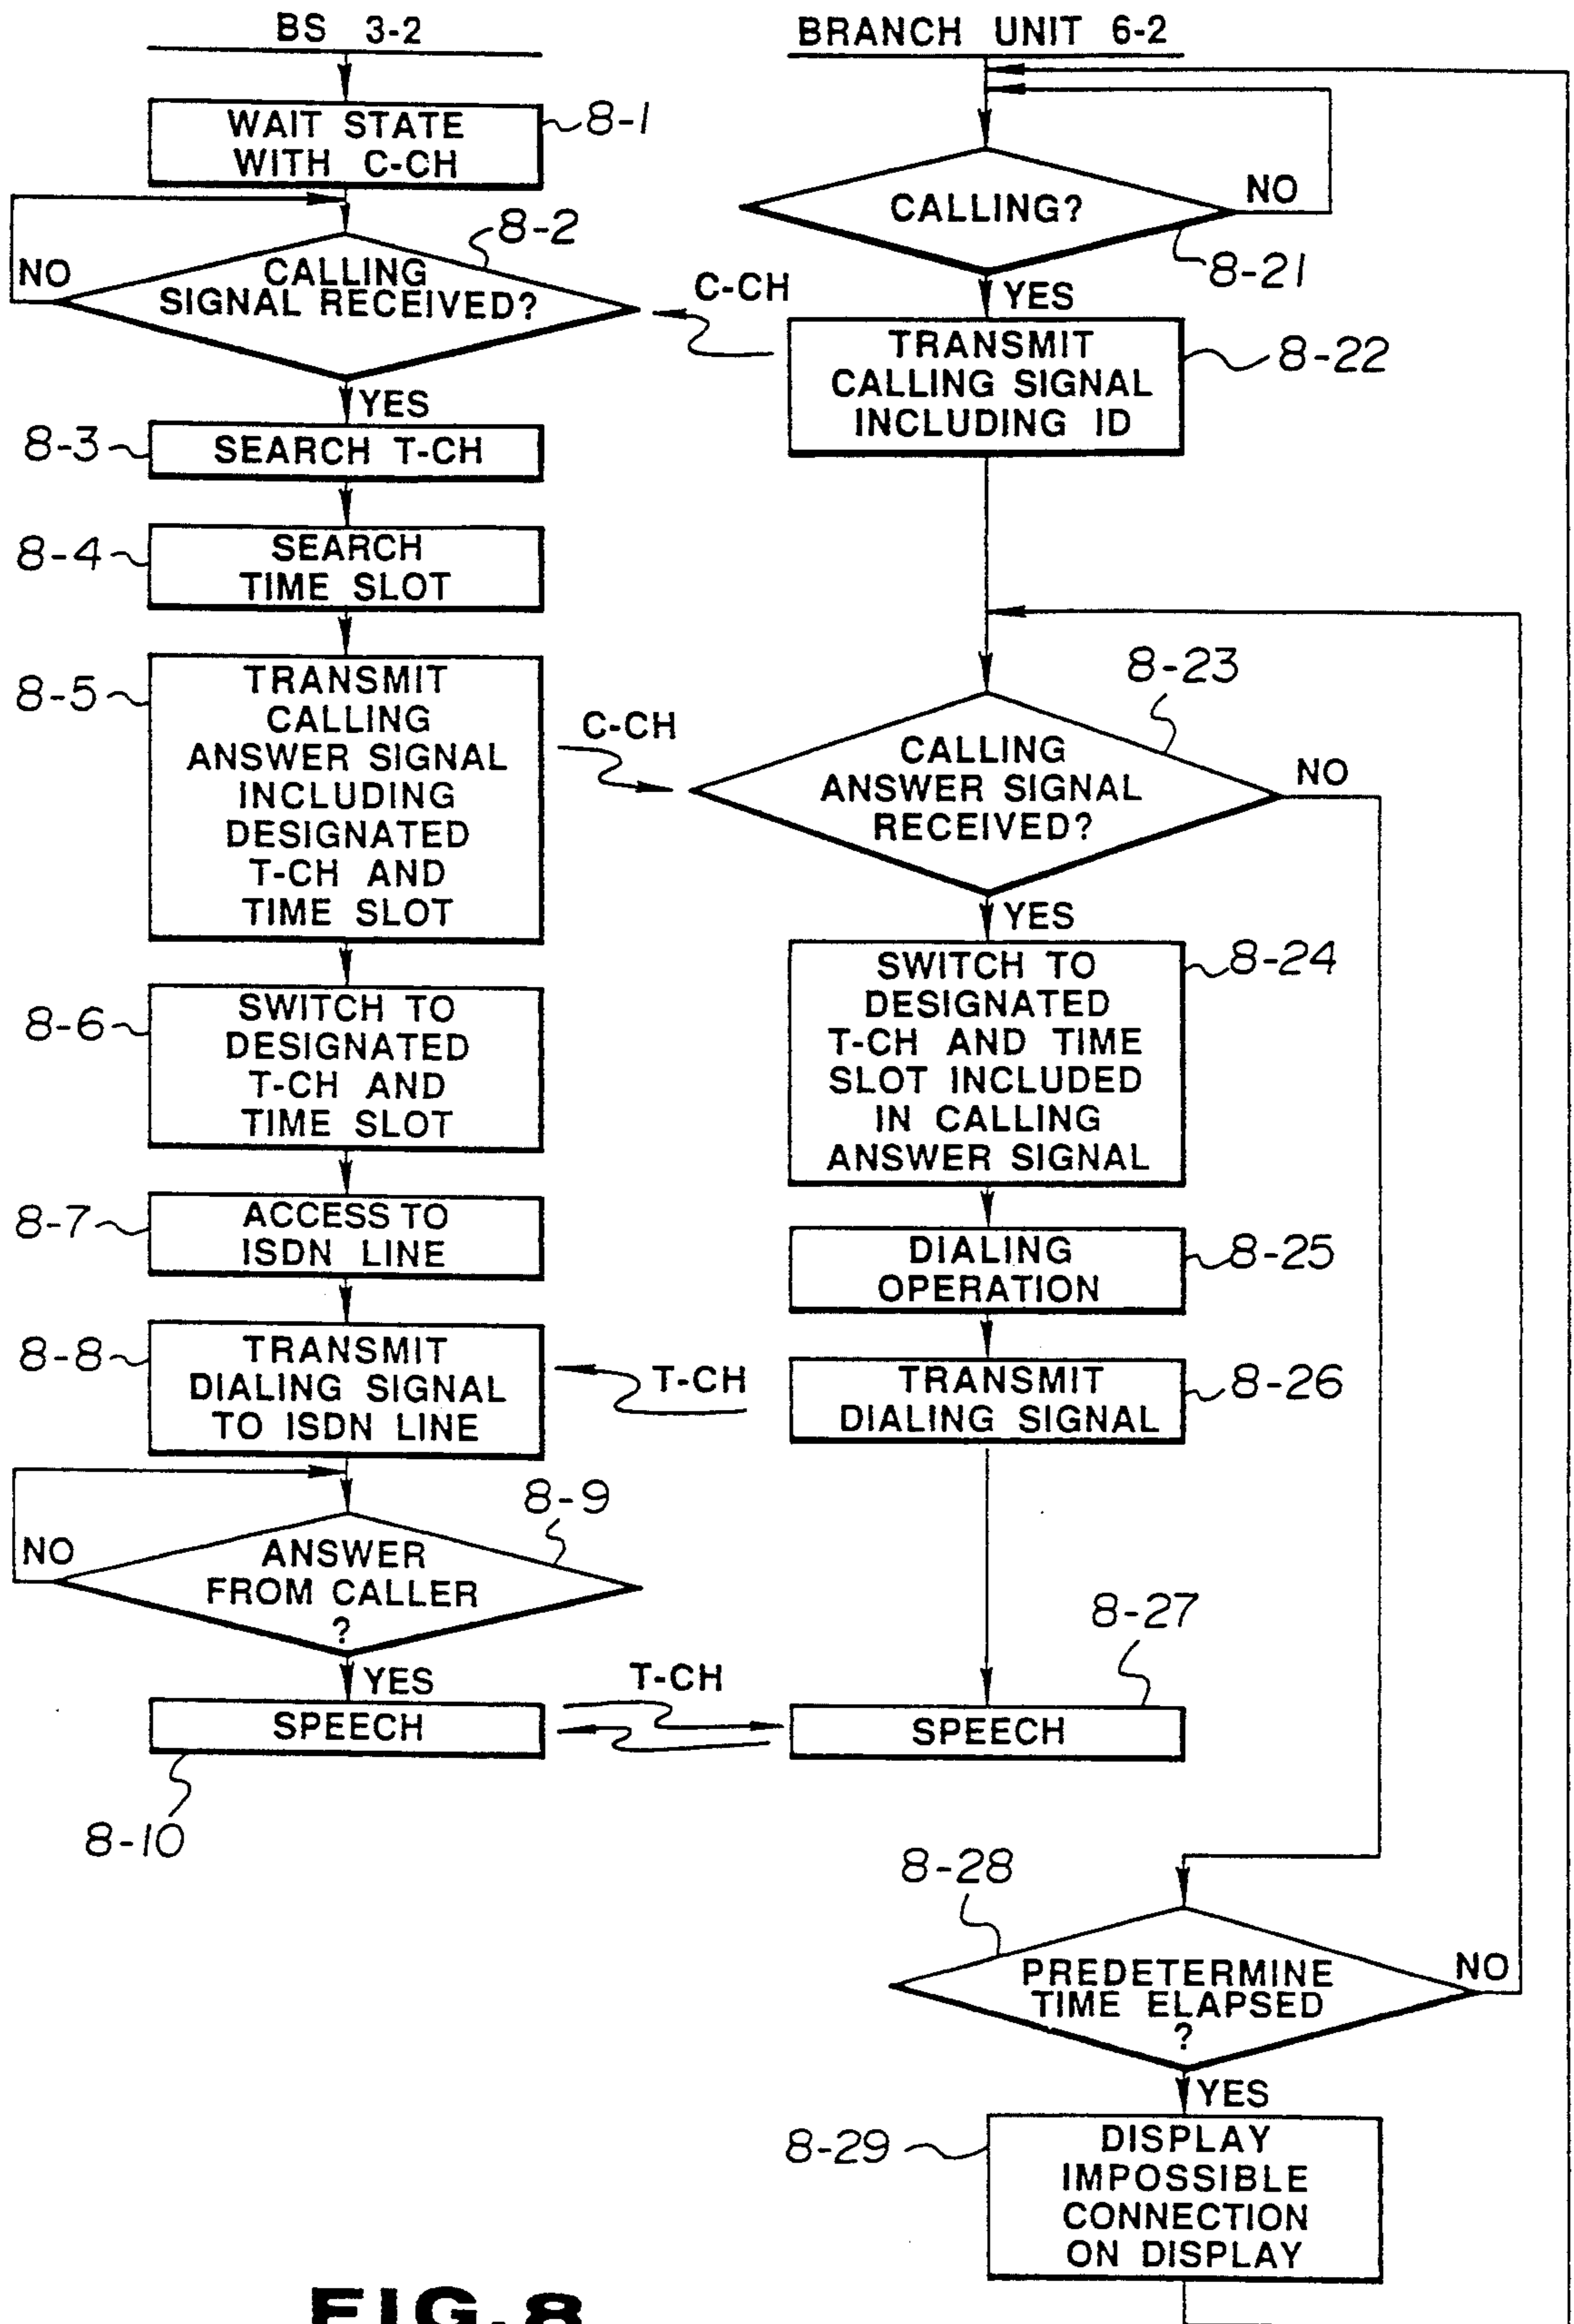 BS 3-2
WAIT STATE
WITH C-CH
8-1
NO
CALLING
SIGNAL RECEIVED?
8-2
YES
8-3
SEARCH T-CH
8-4
SEARCH
TIME SLOT
8-5
TRANSMIT
CALLING
ANSWER SIGNAL
INCLUDING
DESIGNATED
T-CH AND
TIME SLOT
8-6
SWITCH TO
DESIGNATED
T-CH AND
TIME SLOT
8-7
ACCESS TO
ISDN LINE
8-8
TRANSMIT
DIALING SIGNAL
TO ISDN LINE
8-9
NO
ANSWER
FROM CALLER
?
YES
SPEECH
8-10
C-CH
C-CH
T-CH
T-CH
BRANCH UNIT 6-2
CALLING?
NO
8-21
YES
TRANSMIT
CALLING SIGNAL
INCLUDING ID
8-22
8-23
CALLING
ANSWER SIGNAL
RECEIVED?
NO
YES
SWITCH TO
DESIGNATED
T-CH AND TIME
SLOT INCLUDED
IN CALLING
ANSWER SIGNAL
8-24
DIALING
OPERATION
8-25
TRANSMIT
DIALING SIGNAL
8-26
8-27
SPEECH
8-28
PREDETERMINE
TIME ELAPSED
?
NO
YES
8-29
DISPLAY
IMPOSSIBLE
CONNECTION
ON DISPLAY
FIG.8